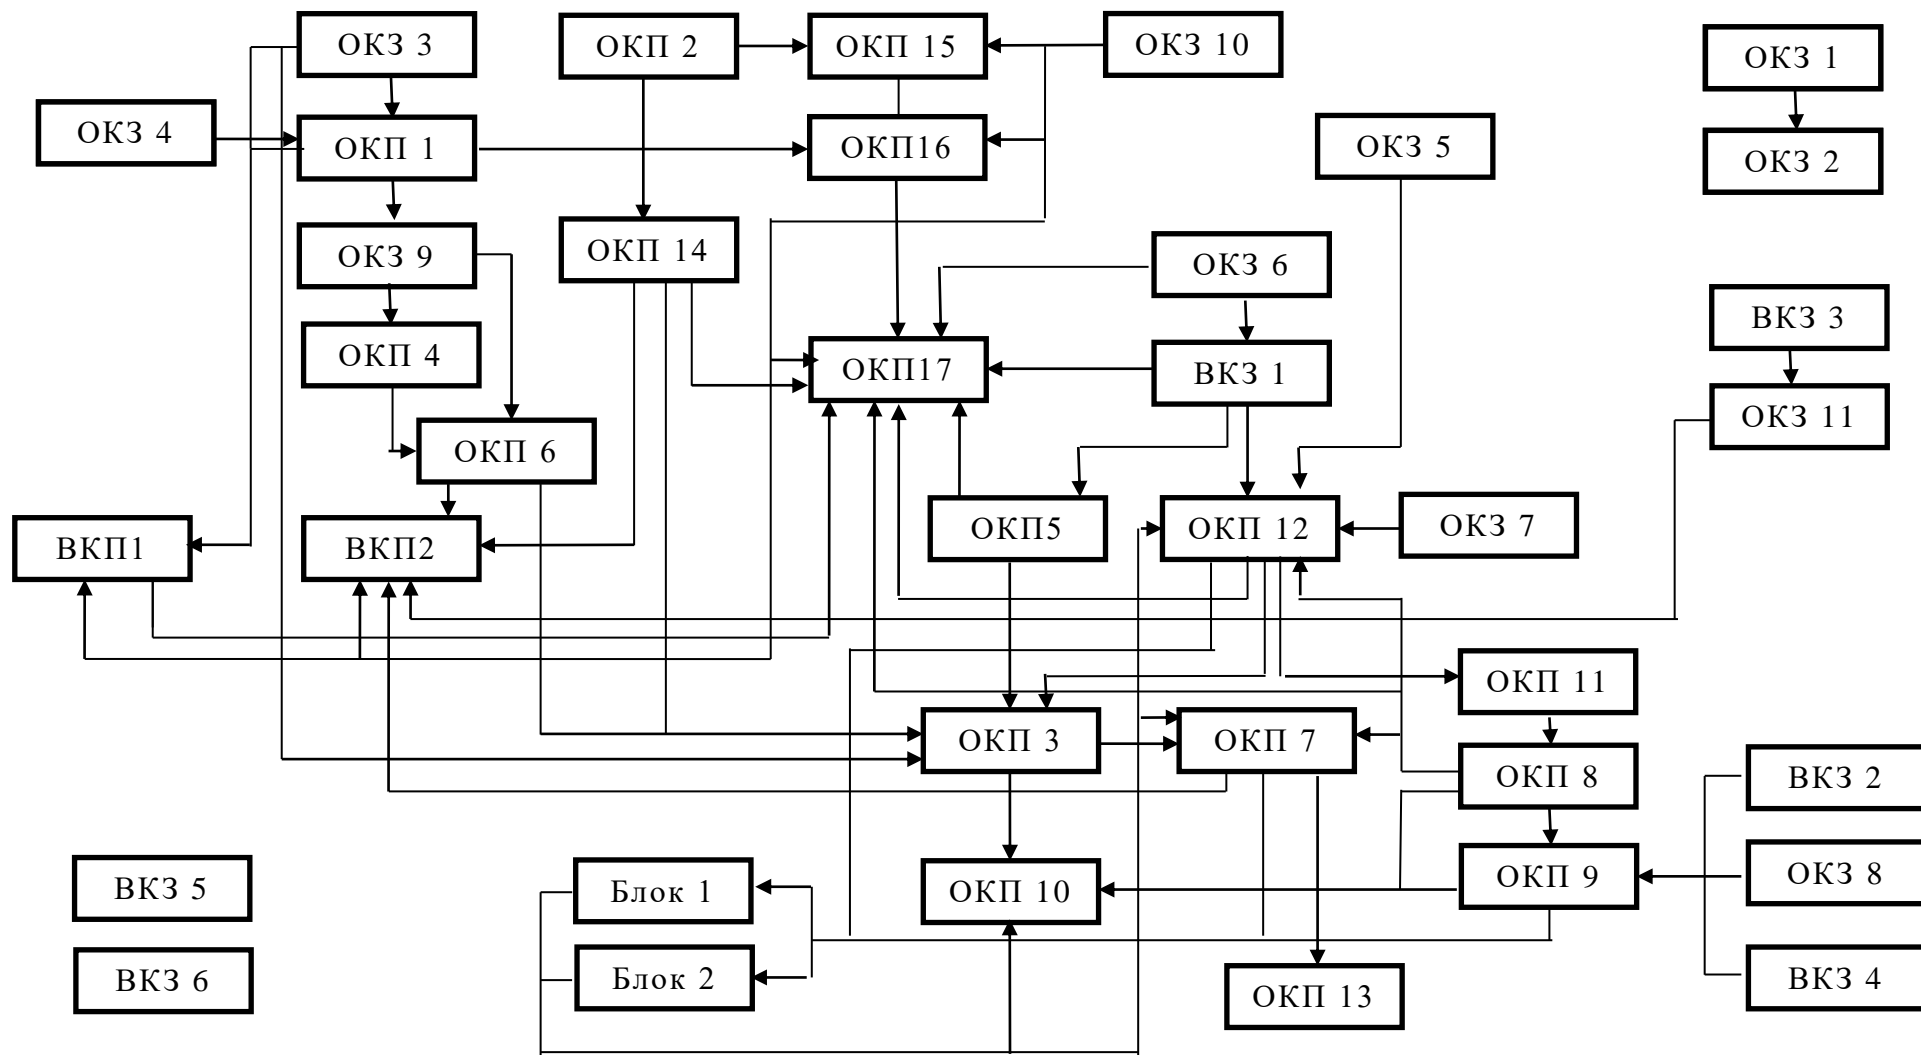 ОКЗ 3
ОКП 2
ОКП 15
ОКЗ 10
ОКЗ 1
ОКЗ 4
ОКП 1
ОКП16
ОКЗ 5
ОКЗ 2
ОКЗ 9
ОКП 14
ОКЗ 6
ВКЗ 3
ОКП 4
ОКП17
ВКЗ 1
ОКЗ 11
ОКП 6
ВКП1
ВКП2
ОКП5
ОКП 12
ОКЗ 7
ОКП 11
ОКП 3
ОКП 7
ОКП 8
ВКЗ 2
ВКЗ 5
Блок 1
ОКП 10
ОКП 9
ОКЗ 8
ВКЗ 6
Блок 2
ОКП 13
ВКЗ 4